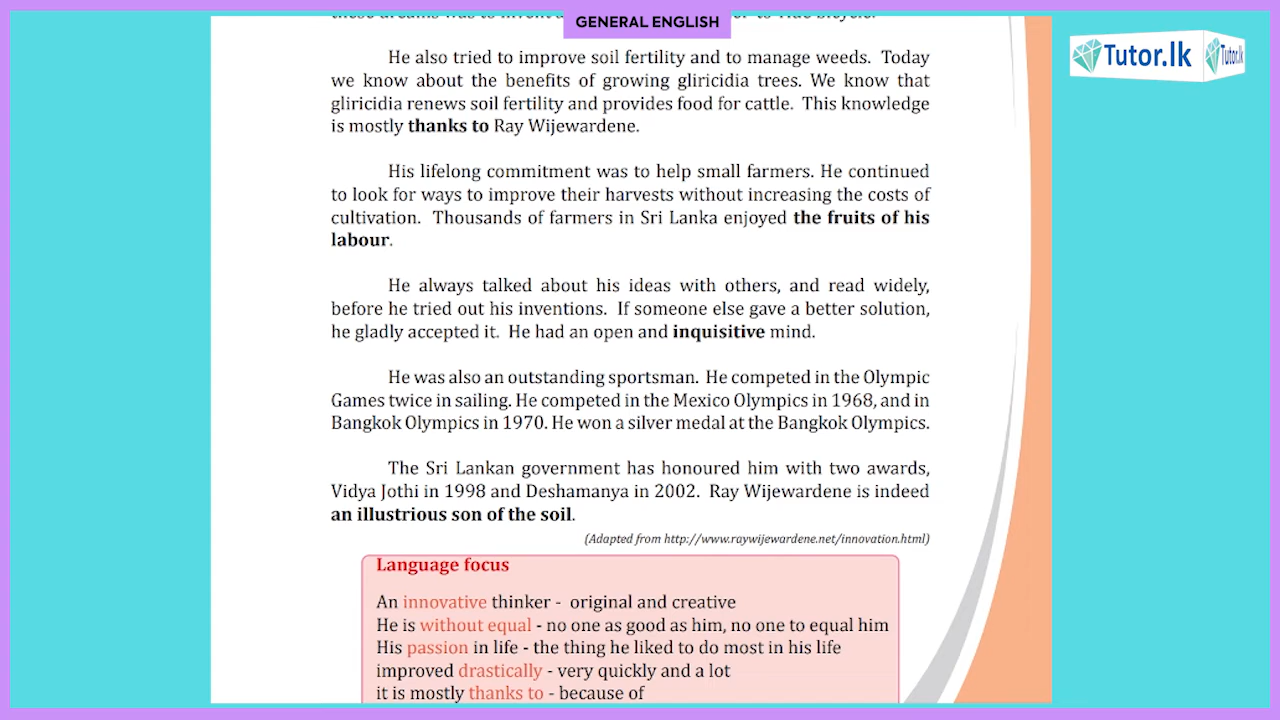 GENERAL ENGLISH
Tutor.lk
Tutor.lk
He also tried to improve soil fertility and to manage weeds. Today
we know about the benefits of growing gliricidia trees. We know that
gliricidia renews soil fertility and provides food for cattle. This knowledge
is mostly thanks to Ray Wijewardene.
His lifelong commitment was to help small farmers. He continued
to look for ways to improve their harvests without increasing the costs of
cultivation. Thousands of farmers in Sri Lanka enjoyed the fruits of his
labour.
He always talked about his ideas with others, and read widely,
before he tried out his inventions. If someone else gave a better solution,
he gladly accepted it. He had an open and inquisitive mind.
He was also an outstanding sportsman. He competed in the Olympic
Games twice in sailing. He competed in the Mexico Olympics in 1968, and in
Bangkok Olympics in 1970. He won a silver medal at the Bangkok Olympics.
The Sri Lankan government has honoured him with two awards,
Vidya Jothi in 1998 and Deshamanya in 2002. Ray Wijewardene is indeed
an illustrious son of the soil.
(Adapted from http://www.raywijewardene.net/innovation.html)
Language focus
An innovative thinker - original and creative
He is without equal - no one as good as him, no one to equal him
His passion in life - the thing he liked to do most in his life
improved drastically - very quickly and a lot
it is mostly thanks to - because of